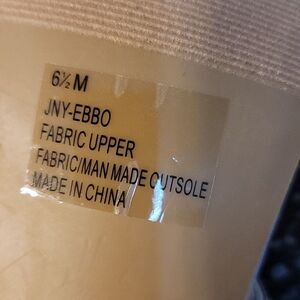 6½ M
JNY-EBBO
FABRIC UPPER
FABRIC/MAN MADE OUTSOLE
MADE IN CHINA